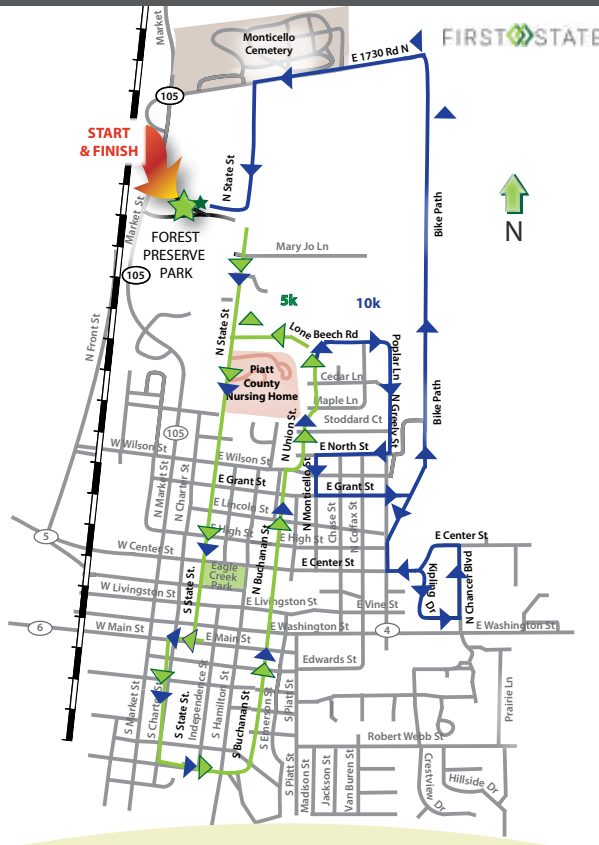 Market
Monticello
Cemetery
FIRST STATE
E 1730 Rd N
105
START
& FINISH
N State St
Market St
FOREST
PRESERVE
PARK
Bike Path
N
Mary Jo Ln
105
5k
10k
N Front St
N State St
Lone Beech Rd
Poplar Ln
Piatt
County
Nursing Home
Cedar Ln
Maple Ln
N Greely St
Bike Path
Stoddard Ct
105
N Union St.
W Wilson St
E Wilson St
E North St
N Market St
N Charter St
E Grant St
N Monticello St
E Grant St
E Lincoln St
Chase St
N Colfax St
E High St
E High St
5
W Center St
N Buchanan St
E Center St
E Center St
Eagle
Creek
Park
Kipling Dr
N Chancer Blvd
W Livingston St
S State St.
E Livingston St
E Vine St
6
W Main St
E Main St
E Washington St
4
E Washington St
Edwards St
S Market St
S Charter St
S State St.
Independence St
S Hamilton St
S Buchanan St
S Emerson St
S Piatt St
Prairie Ln
Robert Webb St
S Piatt St
Madison St
Jackson St
Van Buren St
Crestview Dr
Hillside Dr